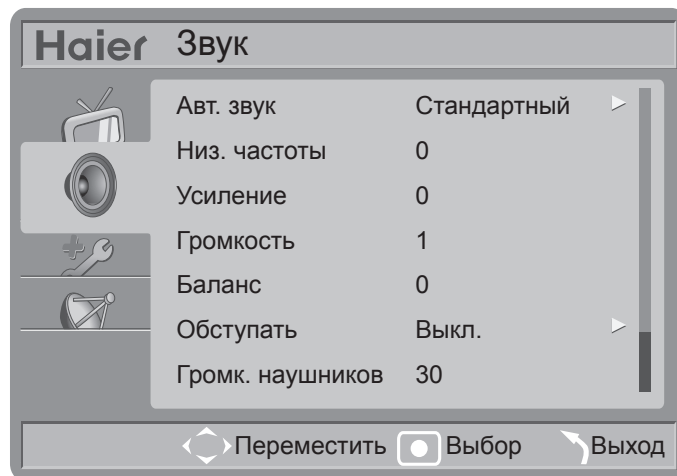 Haier Звук
Авт. звук Стандартный
Низ. частоты 0
Усиление 0
Громкость 1
Баланс 0
Обступать Выкл.
Громк. наушников 30
Переместить Выбор Выход